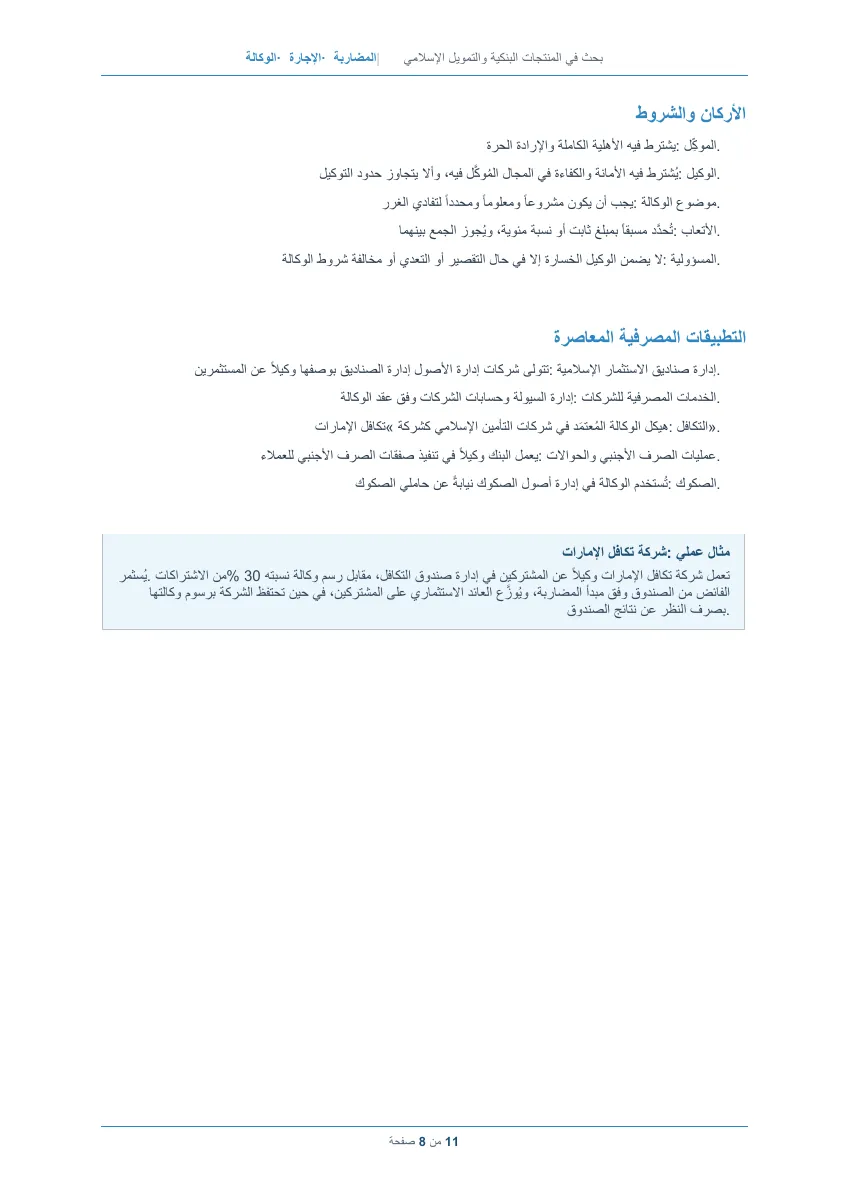 بحث في المنتجات البنكية والتمويل الإسلامي | المضاربة ·الإجارة ·الوكالة
الأركان والشروط
.الموكِّل :يشترط فيه الأهلية الكاملة والإرادة الحرة
.الوكيل :يُشترط فيه الأمانة والكفاءة في المجال المُوكَّل فيه، وألا يتجاوز حدود التوكيل
.موضوع الوكالة :يجب أن يكون مشروعاً ومعلوماً ومحدداً لتفادي الغرر
.الأتعاب :تُحدَّد مسبقاً بمبلغ ثابت أو نسبة مئوية، ويُجوز الجمع بينهما
.المسؤولية :لا يضمن الوكيل الخسارة إلا في حال التقصير أو التعدي أو مخالفة شروط الوكالة
التطبيقات المصرفية المعاصرة
.إدارة صناديق الاستثمار الإسلامية :تتولى شركات إدارة الأصول إدارة الصناديق بوصفها وكيلاً عن المستثمرين
.الخدمات المصرفية للشركات :إدارة السيولة وحسابات الشركات وفق عقد الوكالة
.«التكافل :هيكل الوكالة المُعتمَد في شركات التأمين الإسلامي كشركة »تكافل الإمارات
.عمليات الصرف الأجنبي والحوالات :يعمل البنك وكيلاً في تنفيذ صفقات الصرف الأجنبي للعملاء
.الصكوك :تُستخدم الوكالة في إدارة أصول الصكوك نيابةً عن حاملي الصكوك
مثال عملي :شركة تكافل الإمارات
تعمل شركة تكافل الإمارات وكيلاً عن المشتركين في إدارة صندوق التكافل، مقابل رسم وكالة نسبته 30 %من الاشتراكات .يُستثمر
الفائض من الصندوق وفق مبدأ المضاربة، ويُوزَّع العائد الاستثماري على المشتركين، في حين تحتفظ الشركة برسوم وكالتها
.بصرف النظر عن نتائج الصندوق
11 من 8 صفحة